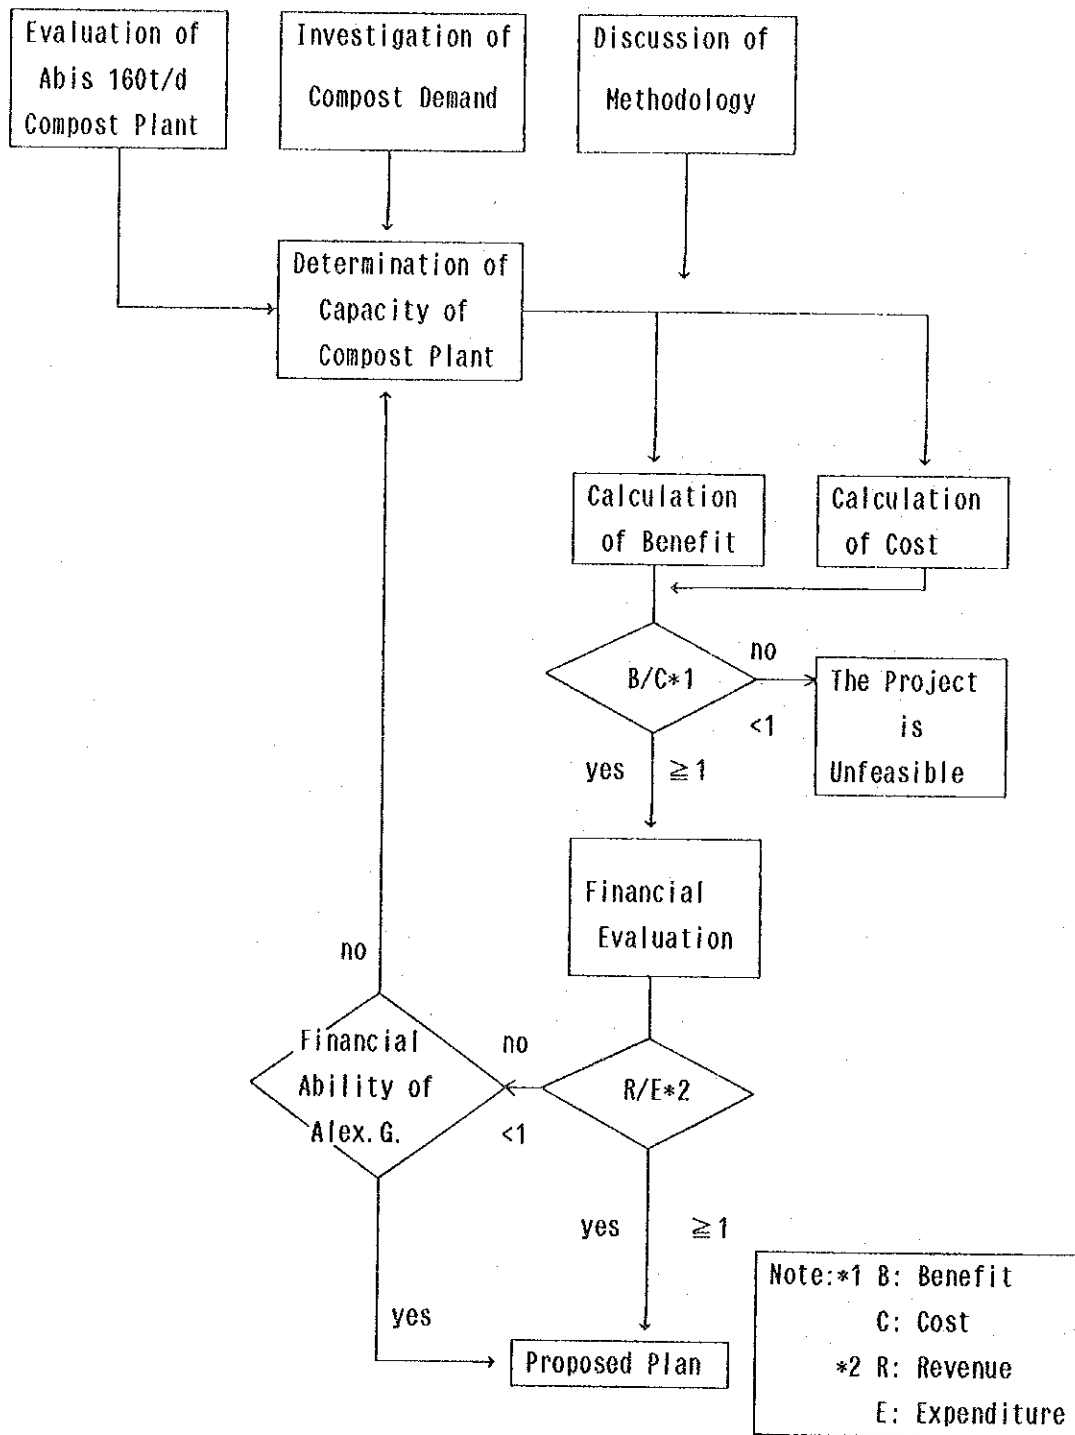 Evaluation of
Abis 160t/d
Compost Plant
Investigation of
Compost Demand
Discussion of
Methodology
Determination of
Capacity of
Compost Plant
Calculation
of Benefit
Calculation
of Cost
B/C*1
no
<1
The Project
is
Unfeasible
yes ≧1
Financial
Evaluation
no
Financial
Ability of
Alex.G.
no
<1
R/E*2
yes ≧1
yes
Proposed Plan
Note:*1 B: Benefit
C: Cost
*2 R: Revenue
E: Expenditure